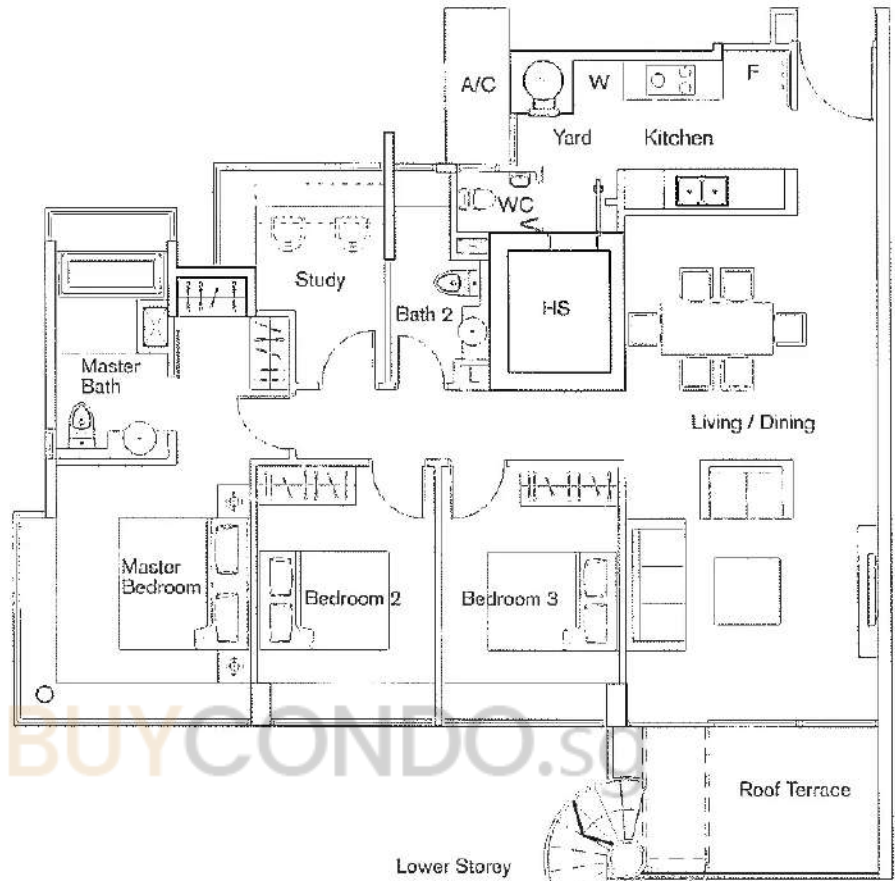 A/C
W
F
Yard
Kitchen
WC
Study
Bath 2
HS
Master
Bath
Living / Dining
Master
Bedroom
Bedroom 2
Bedroom 3
BUYCONDO.sg
Roof Terrace
Lower Storey